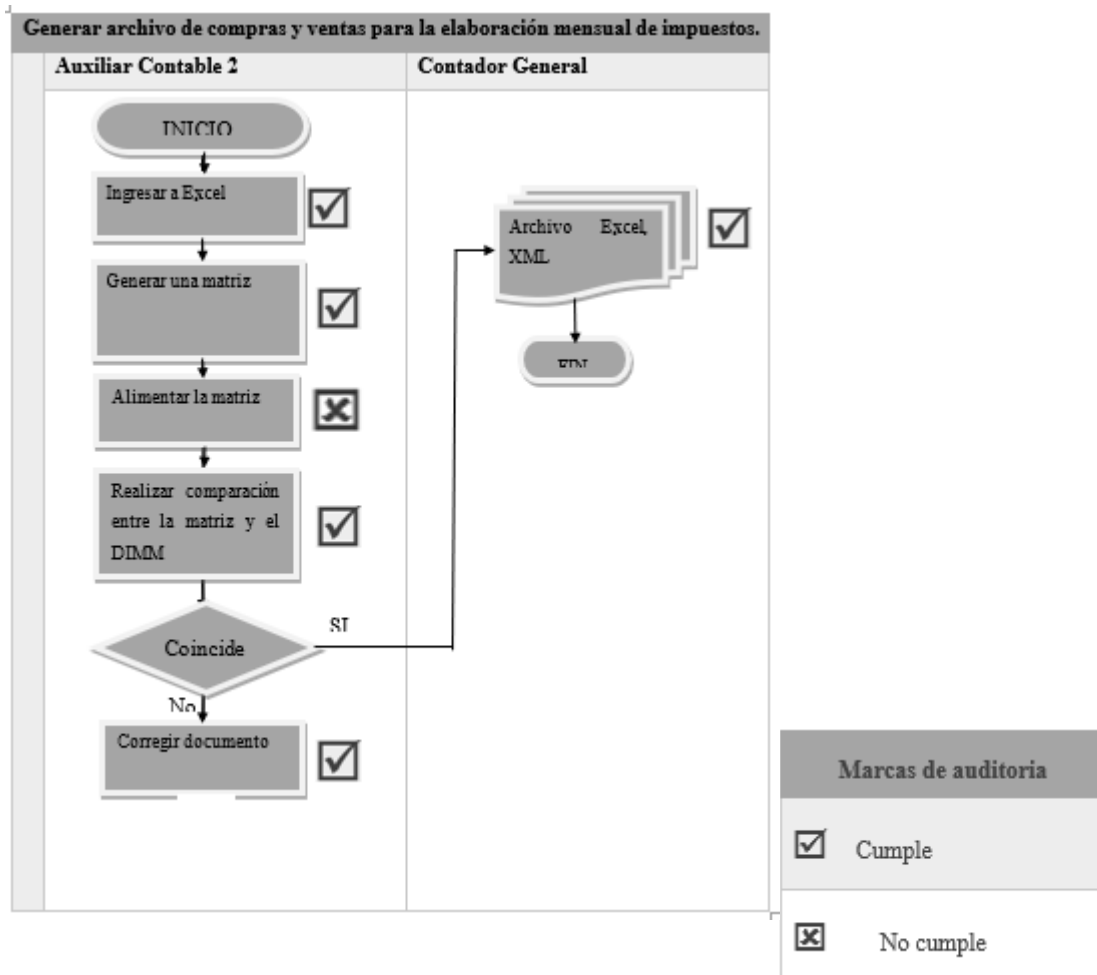 Generar archivo de compras y ventas para la elaboración mensual de impuestos.
Auxiliar Contable 2
Contador General
INICIO
Ingresar a Excel
Generar una matriz
Alimentar la matriz
Realizar comparación
entre la matriz y el
DIMM
Coincide
SI
No
Corregir documento
Archivo Excel,
XML
FIN
Marcas de auditoria
Cumple
No cumple